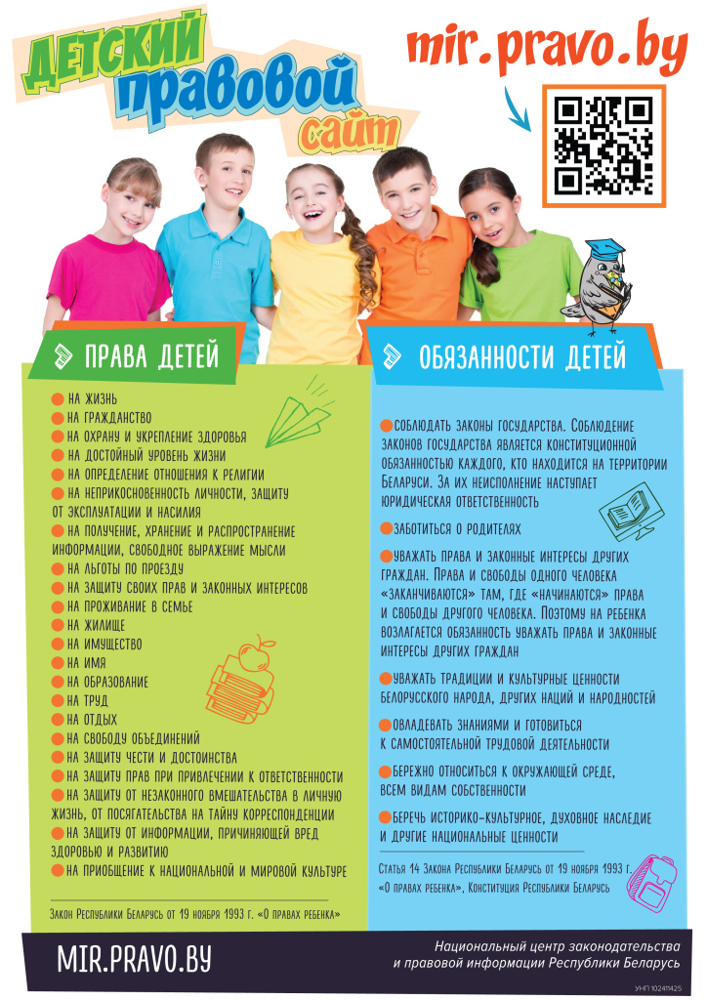 ДЕТСКИЙ
правовой
сайт
mir.pravo.by
ПРАВА ДЕТЕЙ
НА ЖИЗНЬ
НА ГРАЖДАНСТВО
НА ОХРАНУ И УКРЕПЛЕНИЕ ЗДОРОВЬЯ
НА ДОСТОЙНЫЙ УРОВЕНЬ ЖИЗНИ
НА ОПРЕДЕЛЕНИЕ ОТНОШЕНИЯ К РЕЛИГИИ
НА НЕПРИКОСНОВЕННОСТЬ ЛИЧНОСТИ, ЗАЩИТУ
ОТ ЭКСПЛУАТАЦИИ И НАСИЛИЯ
НА ПОЛУЧЕНИЕ, ХРАНЕНИЕ И РАСПРОСТРАНЕНИЕ
ИНФОРМАЦИИ, СВОБОДНОЕ ВЫРАЖЕНИЕ МЫСЛИ
НА ЛЬГОТЫ ПО ПРОЕЗДУ
НА ЗАЩИТУ СВОИХ ПРАВ И ЗАКОННЫХ ИНТЕРЕСОВ
НА ПРОЖИВАНИЕ В СЕМЬЕ
НА ЖИЛИЩЕ
НА ИМУЩЕСТВО
НА ИМЯ
НА ОБРАЗОВАНИЕ
НА ТРУД
НА ОТДЫХ
НА СВОБОДУ ОБЪЕДИНЕНИЙ
НА ЗАЩИТУ ЧЕСТИ И ДОСТОИНСТВА
НА ЗАЩИТУ ПРАВ ПРИ ПРИВЛЕЧЕНИИ К ОТВЕТСТВЕННОСТИ
НА ЗАЩИТУ ОТ НЕЗАКОННОГО ВМЕШАТЕЛЬСТВА В ЛИЧНУЮ
ЖИЗНЬ, ОТ ПОСЯГАТЕЛЬСТВА НА ТАЙНУ КОРРЕСПОНДЕНЦИИ
НА ЗАЩИТУ ОТ ИНФОРМАЦИИ, ПРИЧИНЯЮЩЕЙ ВРЕД
ЗДОРОВЬЮ И РАЗВИТИЮ
НА ПРИОБЩЕНИЕ К НАЦИОНАЛЬНОЙ И МИРОВОЙ КУЛЬТУРЕ
Закон Республики Беларусь от 19 ноября 1993 г. «О правах ребенка»
ОБЯЗАННОСТИ ДЕТЕЙ
СОБЛЮДАТЬ ЗАКОНЫ ГОСУДАРСТВА. СОБЛЮДЕНИЕ
ЗАКОНОВ ГОСУДАРСТВА ЯВЛЯЕТСЯ КОНСТИТУЦИОННОЙ
ОБЯЗАННОСТЬЮ КАЖДОГО, КТО НАХОДИТСЯ НА ТЕРРИТОРИИ
БЕЛАРУСИ. ЗА ИХ НЕИСПОЛНЕНИЕ НАСТУПАЕТ
ЮРИДИЧЕСКАЯ ОТВЕТСТВЕННОСТЬ
ЗАБОТИТЬСЯ О РОДИТЕЛЯХ
УВАЖАТЬ ПРАВА И ЗАКОННЫЕ ИНТЕРЕСЫ ДРУГИХ
ГРАЖДАН. ПРАВА И СВОБОДЫ ОДНОГО ЧЕЛОВЕКА
«ЗАКАНЧИВАЮТСЯ» ТАМ, ГДЕ «НАЧИНАЮТСЯ» ПРАВА
И СВОБОДЫ ДРУГОГО ЧЕЛОВЕКА. ПОЭТОМУ НА РЕБЕНКА
ВОЗЛАГАЕТСЯ ОБЯЗАННОСТЬ УВАЖАТЬ ПРАВА И ЗАКОННЫЕ
ИНТЕРЕСЫ ДРУГИХ ГРАЖДАН
УВАЖАТЬ ТРАДИЦИИ И КУЛЬТУРНЫЕ ЦЕННОСТИ
БЕЛОРУССКОГО НАРОДА, ДРУГИХ НАЦИЙ И НАРОДНОСТЕЙ
ОВЛАДЕВАТЬ ЗНАНИЯМИ И ГОТОВИТЬСЯ
К САМОСТОЯТЕЛЬНОЙ ТРУДОВОЙ ДЕЯТЕЛЬНОСТИ
БЕРЕЖНО ОТНОСИТЬСЯ К ОКРУЖАЮЩЕЙ СРЕДЕ,
ВСЕМ ВИДАМ СОБСТВЕННОСТИ
БЕРЕЧЬ ИСТОРИКО-КУЛЬТУРНОЕ, ДУХОВНОЕ НАСЛЕДИЕ
И ДРУГИЕ НАЦИОНАЛЬНЫЕ ЦЕННОСТИ
Статья 14 Закона Республики Беларусь от 19 ноября 1993 г.
«О правах ребенка», Конституция Республики Беларусь
MIR.PRAVO.BY
Национальный центр законодательства
и правовой информации Республики Беларусь
УНП 102411425